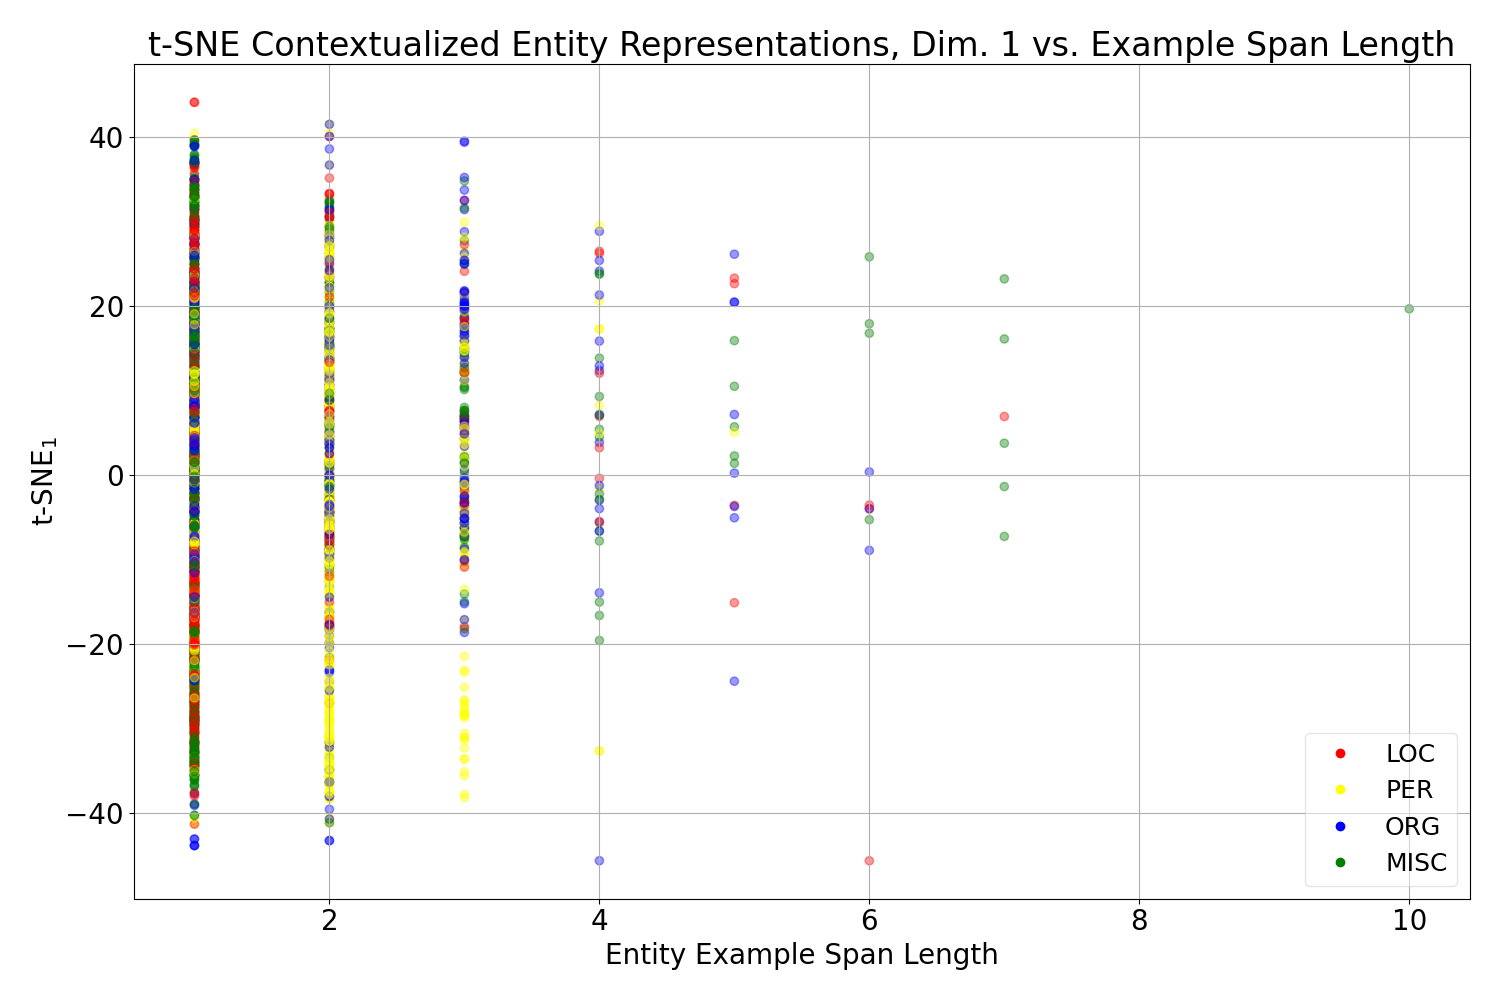 t-SNE Contextualized Entity Representations, Dim. 1 vs. Example Span Length
40
20
0
−20
−40
t-SNE₁
2
4
6
8
10
Entity Example Span Length
LOC
PER
ORG
MISC